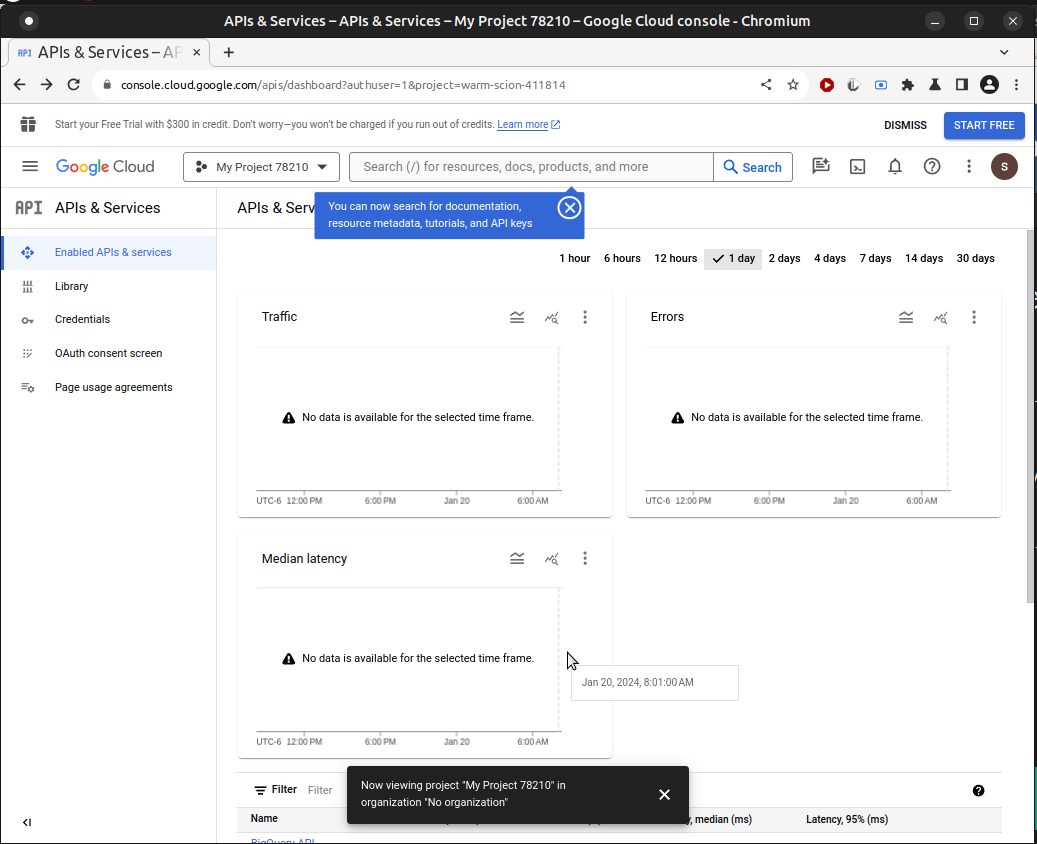 APIs & Services – APIs & Services – My Project 78210 – Google Cloud console - Chromium
API APIs & Services – AP
console.cloud.google.com/apis/dashboard?authuser=1&project=warm-scion-411814
Start your Free Trial with $300 in credit. Don't worry—you won't be charged if you run out of credits. Learn more
DISMISS
START FREE
Google Cloud
My Project 78210
Search (/) for resources, docs, products, and more
Search
S
API APIs & Services
APIs & Serv
You can now search for documentation,
resource metadata, tutorials, and API keys
Enabled APIs & services
Library
Credentials
OAuth consent screen
Page usage agreements
1 hour 6 hours 12 hours 1 day 2 days 4 days 7 days 14 days 30 days
Traffic
No data is available for the selected time frame.
UTC-6 12:00 PM 6:00 PM Jan 20 6:00 AM
Errors
No data is available for the selected time frame.
UTC-6 12:00 PM 6:00 PM Jan 20 6:00 AM
Median latency
No data is available for the selected time frame.
Jan 20, 2024, 8:01:00 AM
UTC-6 12:00 PM 6:00 PM Jan 20 6:00 AM
Filter Filter
Now viewing project "My Project 78210" in
organization "No organization"
Name
, median (ms)
Latency, 95% (ms)
BigQuery API